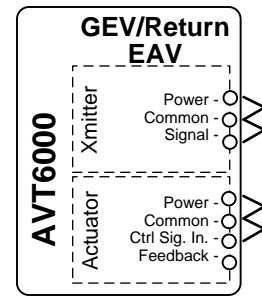 GEV/Return
EAV
AVT6000
Xmitter
Power -
Common -
Signal -
Actuator
Power -
Common -
Ctrl Sig. In. -
Feedback -